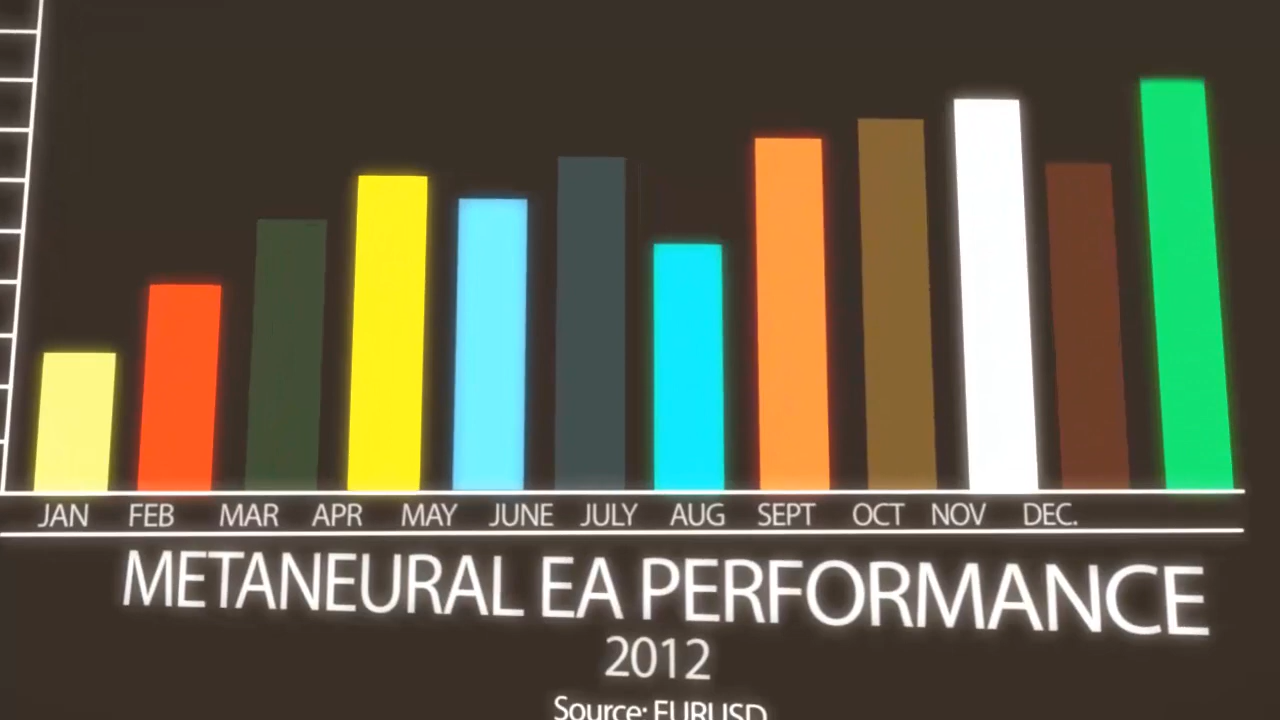 JAN FEB MAR APR MAY JUNE JULY AUG SEPT OCT NOV DEC.
METANEURAL EA PERFORMANCE
2012
Source: EURUSD